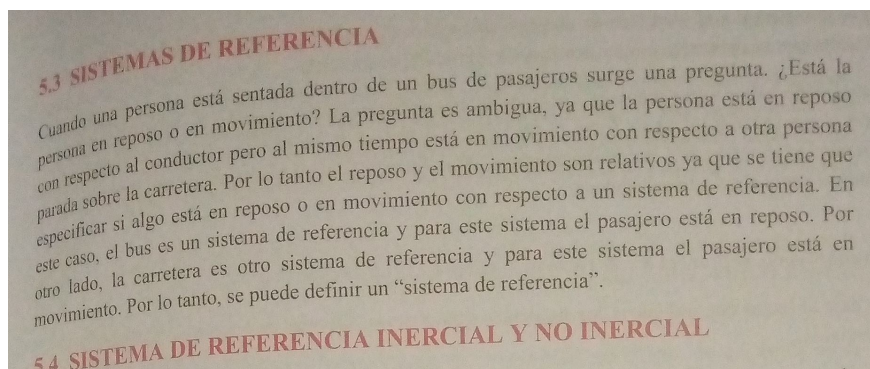 5.3 SISTEMAS DE REFERENCIA
Cuando una persona está sentada dentro de un bus de pasajeros surge una pregunta. ¿Está la
persona en reposo o en movimiento? La pregunta es ambigua, ya que la persona está en reposo
con respecto al conductor pero al mismo tiempo está en movimiento con respecto a otra persona
parada sobre la carretera. Por lo tanto el reposo y el movimiento son relativos ya que se tiene que
especificar si algo está en reposo o en movimiento con respecto a un sistema de referencia. En
este caso, el bus es un sistema de referencia y para este sistema el pasajero está en reposo. Por
otro lado, la carretera es otro sistema de referencia y para este sistema el pasajero está en
movimiento. Por lo tanto, se puede definir un “sistema de referencia”.
5.4 SISTEMA DE REFERENCIA INERCIAL Y NO INERCIAL